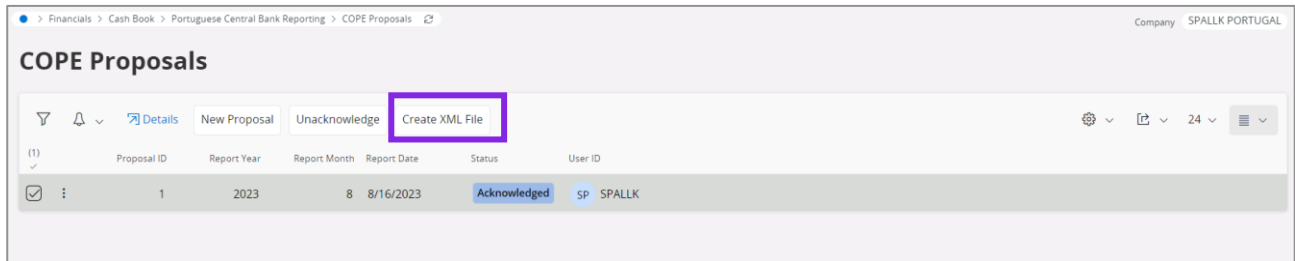 > Financials > Cash Book > Portuguese Central Bank Reporting > COPE Proposals
Company SPALLK PORTUGAL
COPE Proposals
Details New Proposal Unacknowledge Create XML File 24
(1)
Proposal ID Report Year Report Month Report Date Status User ID
1 2023 8 8/16/2023 Acknowledged SP SPALLK